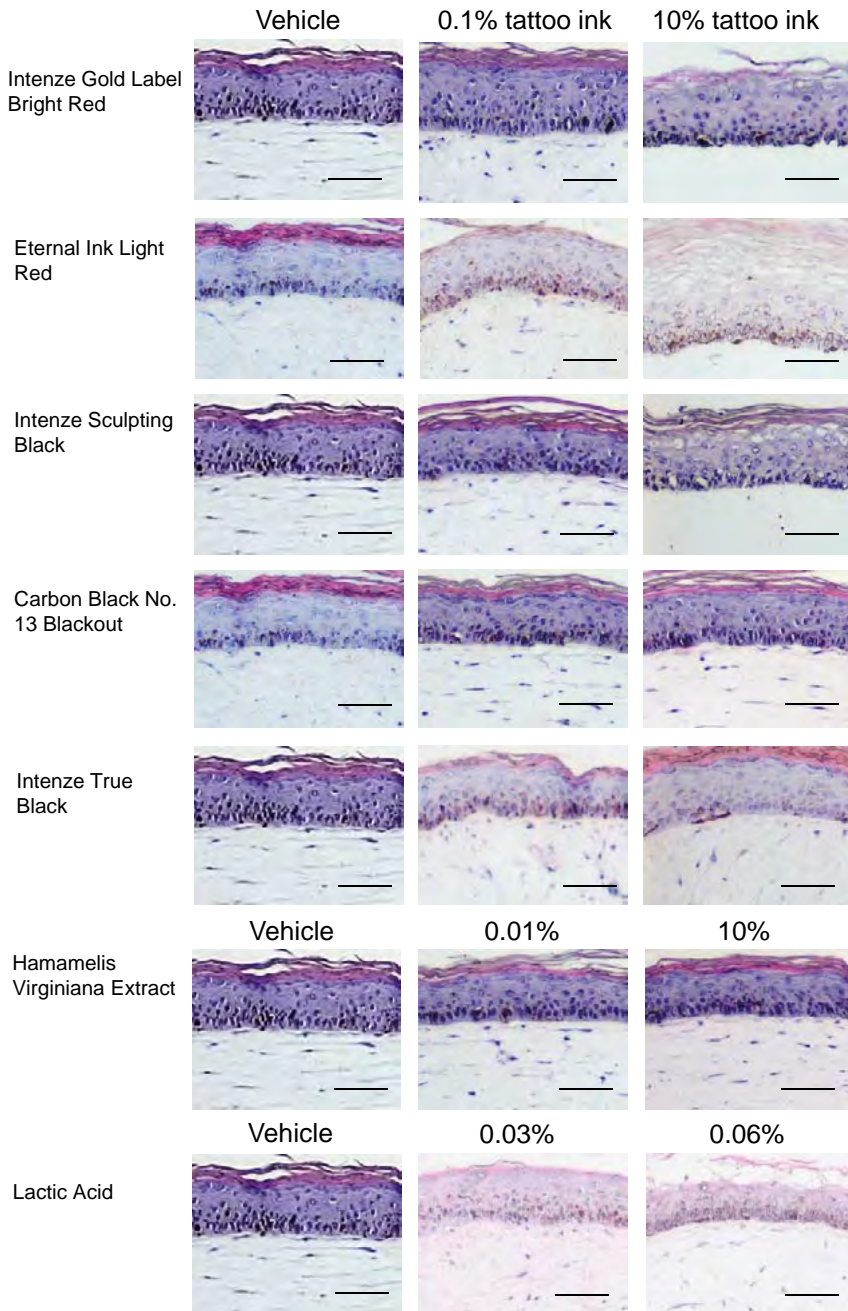 Vehicle 0.1% tattoo ink 10% tattoo ink
Intenze Gold Label
Bright Red
Eternal Ink Light
Red
Intenze Sculpting
Black
Carbon Black No.
13 Blackout
Intenze True
Black
Vehicle 0.01% 10%
Hamamelis
Virginiana Extract
Vehicle 0.03% 0.06%
Lactic Acid